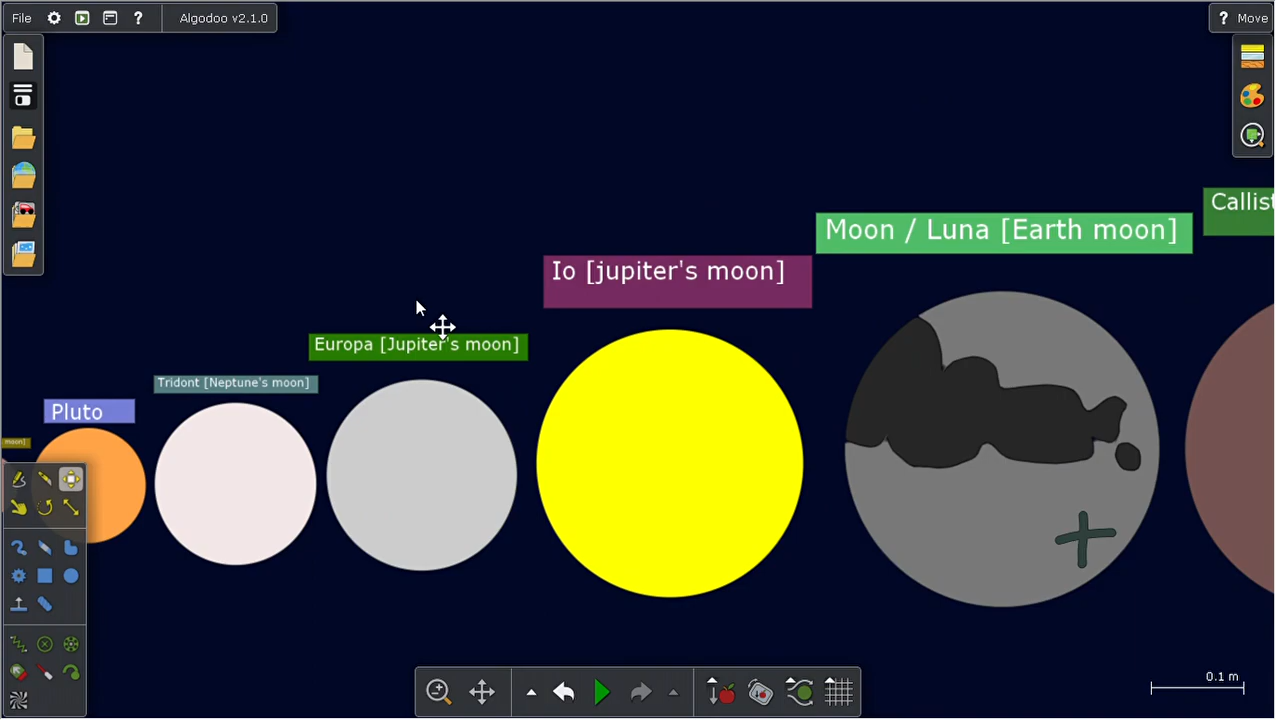 File ? Algodoo v2.1.0
? Move
Callist
Moon / Luna [Earth moon]
Io [jupiter's moon]
Europa [Jupiter's moon]
Tridont [Neptune's moon]
Pluto
moon]
0.1 m